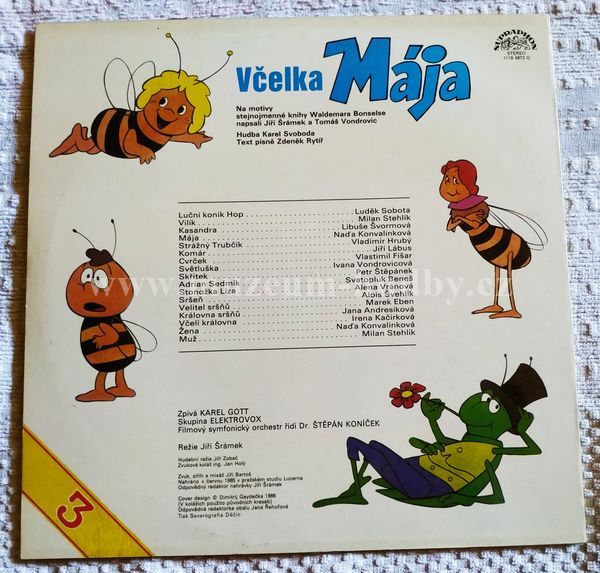 SUPRAPHON
STEREO
1118 4873 G
Včelka Mája
Na motivy
stejnojmenné knihy Waldemara Bonselse
napsali Jiří Šrámek a Tomáš Vondrovic
Hudba Karel Svoboda
Text písně Zdeněk Rytíř
Luční koník Hop Luděk Sobota
Vilík Milan Stehlík
Kasandra Libuše Švormová
Mája Naďa Konvalinková
Strážný Trubčík Vladimír Hrubý
Komár Jiří Lábus
Cvrček Vlastimil Fišar
Světluška Ivana Vondrovicová
Skřítek Petr Štěpánek
Adrian Sedmik Svatopluk Beneš
Stonožka Líza Alena Vránová
Sršeň Alois Švehlík
Velitel sršňů Marek Eben
Královna sršňů Jana Andresíková
Včelí královna Irena Kačírková
Žena Naďa Konvalinková
Muž Milan Stehlík
Zpívá KAREL GOTT
Skupina ELEKTROVOX
Filmový symfonický orchestr řídí Dr. ŠTĚPÁN KONÍČEK
Režie Jiří Šrámek
Hudební režie Jiří Zobač
Zvuková koláž ing. Jan Holý
Zvuk, střih a mixáž Jiří Bartoš
Nahráno v červnu 1985 v pražském studiu Lucerna
Odpovědný redaktor nahrávky Jiří Šrámek
Cover design © Dimitrij Gaydečka 1986
(V kolážích použito původních kreseb)
Odpovědná redaktorka obalu Jana Řehořová
Tisk Severografia Děčín
3